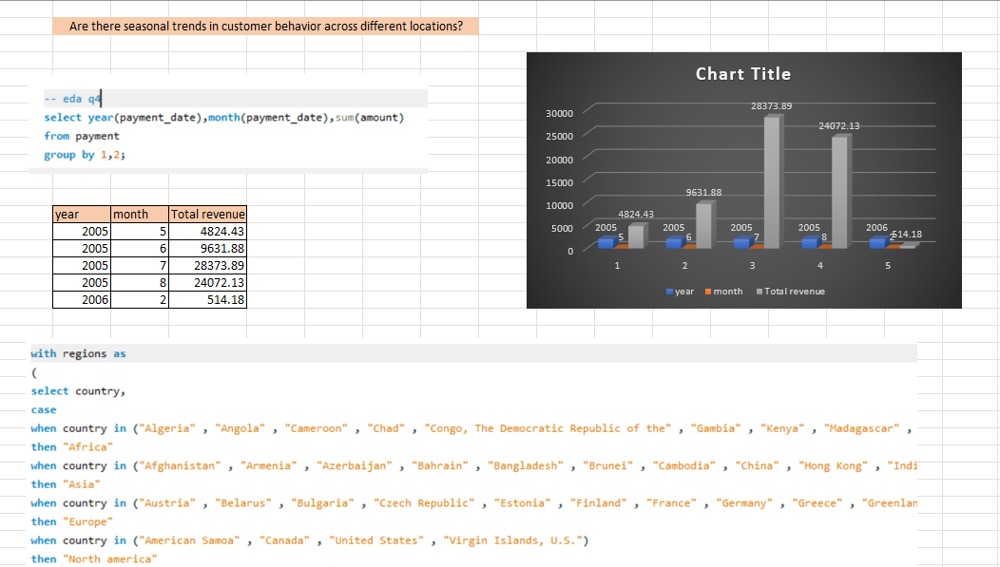 Are there seasonal trends in customer behavior across different locations?
-- eda q4
select year(payment_date),month(payment_date),sum(amount)
from payment
group by 1,2;
year month Total revenue
2005 5 4824.43
2005 6 9631.88
2005 7 28373.89
2005 8 24072.13
2006 2 514.18
Chart Title
30000
25000
20000
15000
10000
5000
0
2005 5 4824.43
2005 6 9631.88
2005 7 28373.89
2005 8 24072.13
2006 2 514.18
1 2 3 4 5
year month Total revenue
with regions as
(
select country,
case
when country in ("Algeria" , "Angola" , "Cameroon" , "Chad" , "Congo, The Democratic Republic of the" , "Gambia" , "Kenya" , "Madagascar" ,
then "Africa"
when country in ("Afghanistan" , "Armenia" , "Azerbaijan" , "Bahrain" , "Bangladesh" , "Brunei" , "Cambodia" , "China" , "Hong Kong" , "Indi
then "Asia"
when country in ("Austria" , "Belarus" , "Bulgaria" , "Czech Republic" , "Estonia" , "Finland" , "France" , "Germany" , "Greece" , "Greenlan
then "Europe"
when country in ("American Samoa" , "Canada" , "United States" , "Virgin Islands, U.S.")
then "North america"